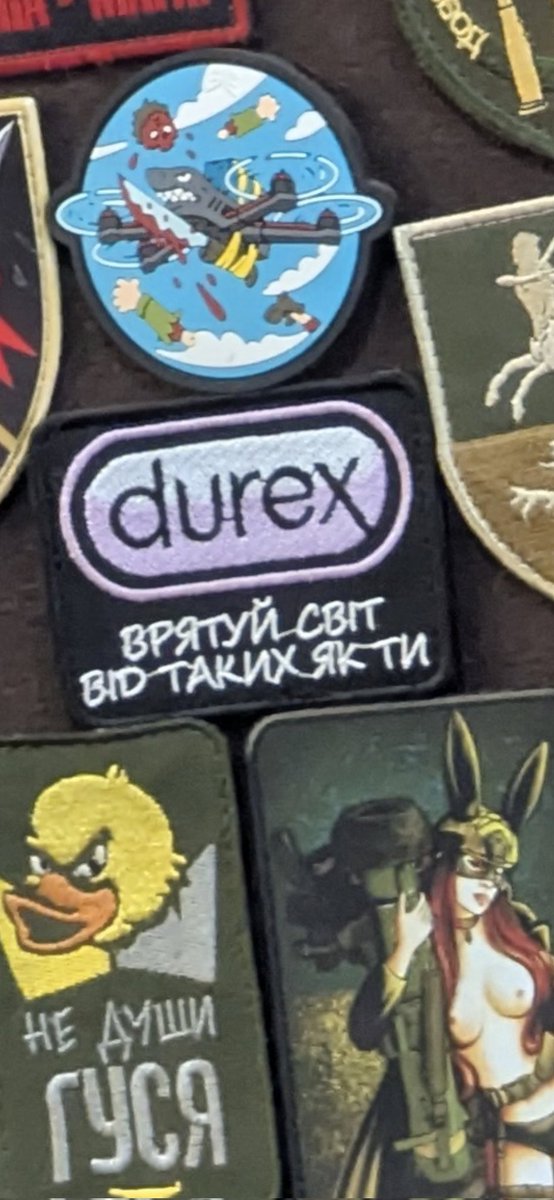 durex
ВРЯТУЙ СВІТ
ВІД ТАКИХ ЯК ТИ
НЕ ДУШИ
ГУСЯ